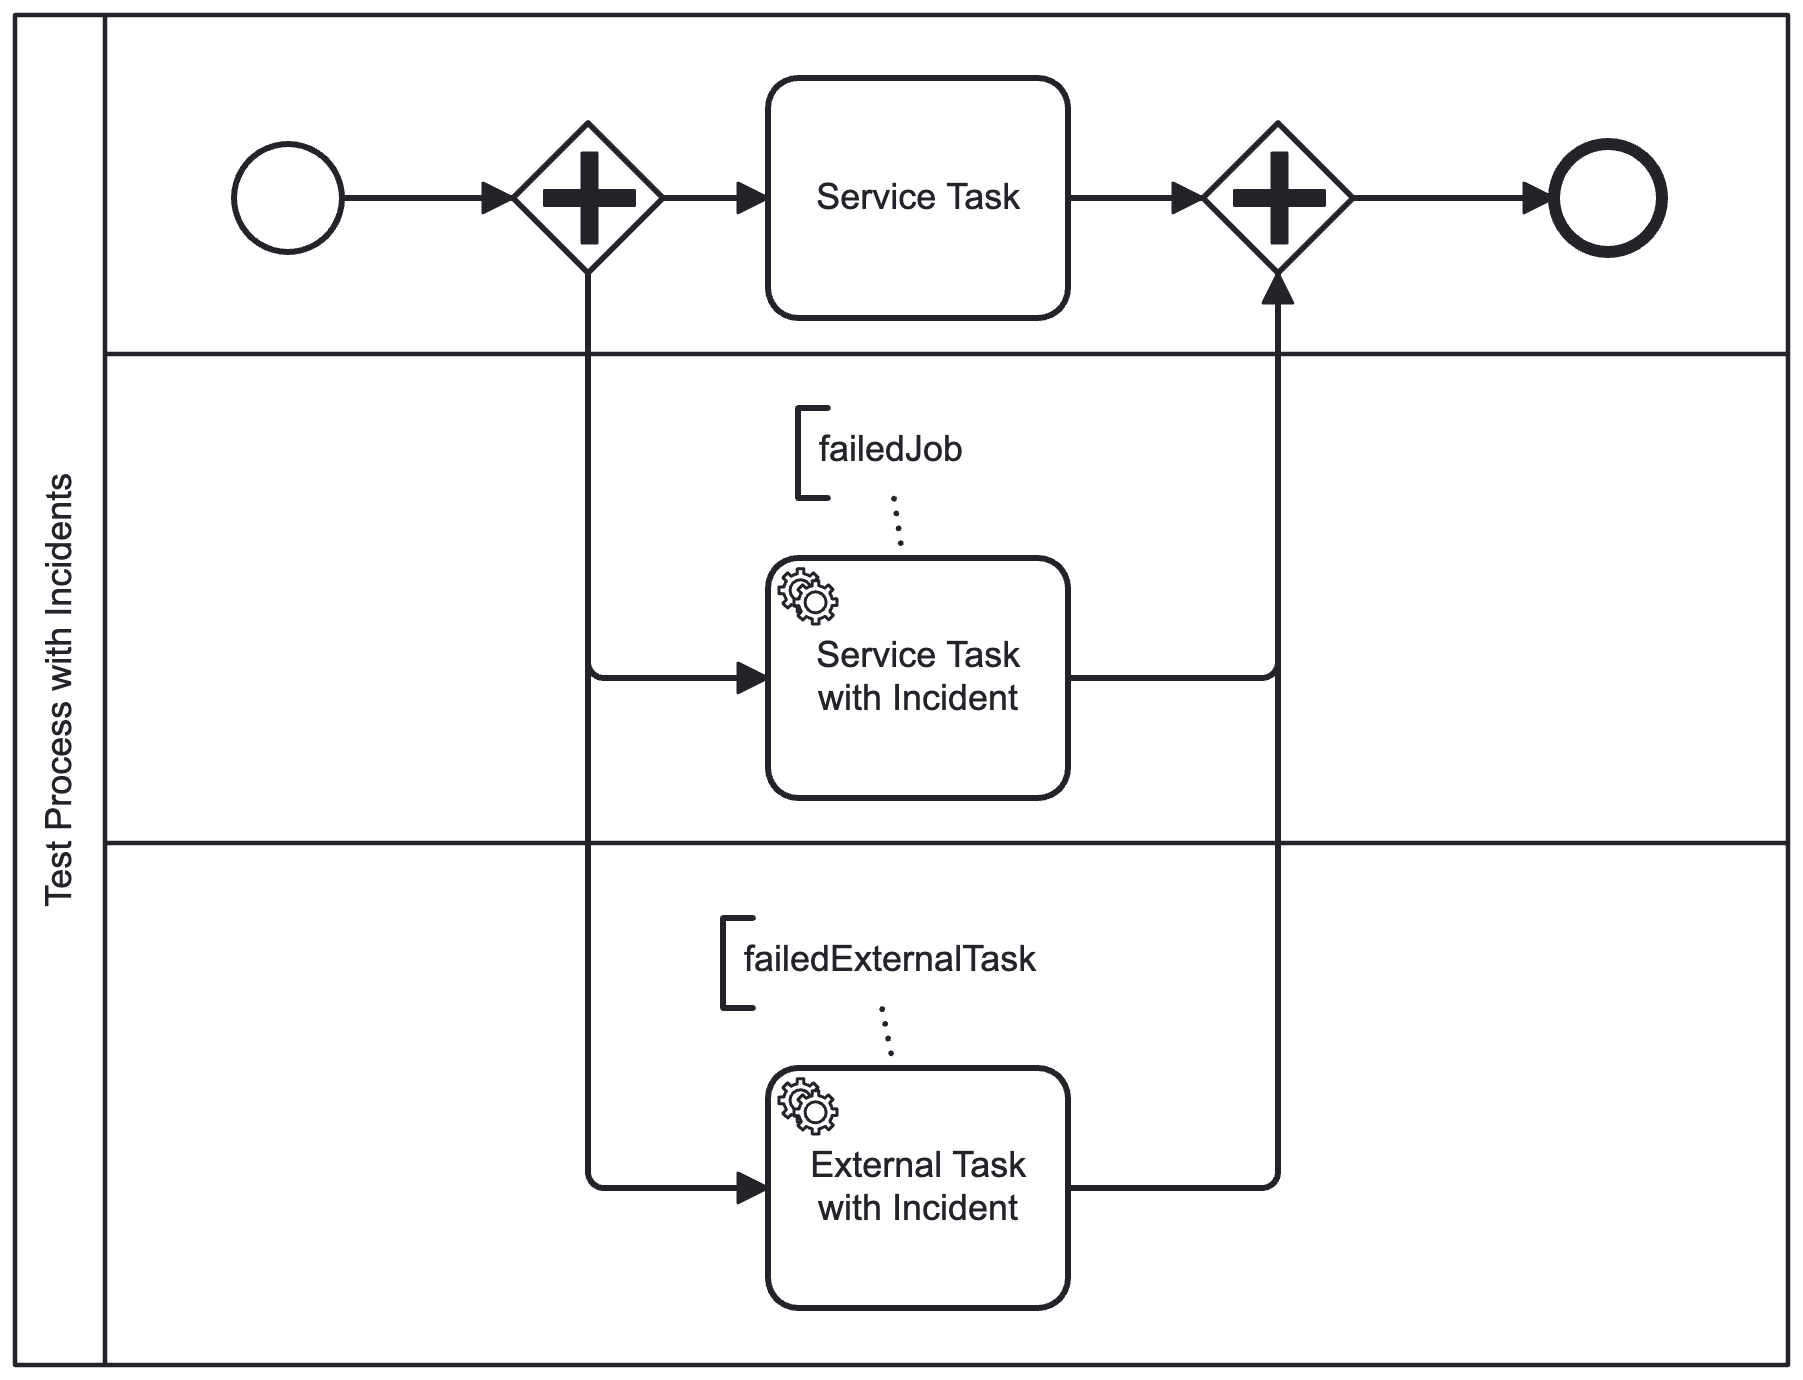 Test Process with Incidents
Service Task
failedJob
Service Task
with Incident
failedExternalTask
External Task
with Incident